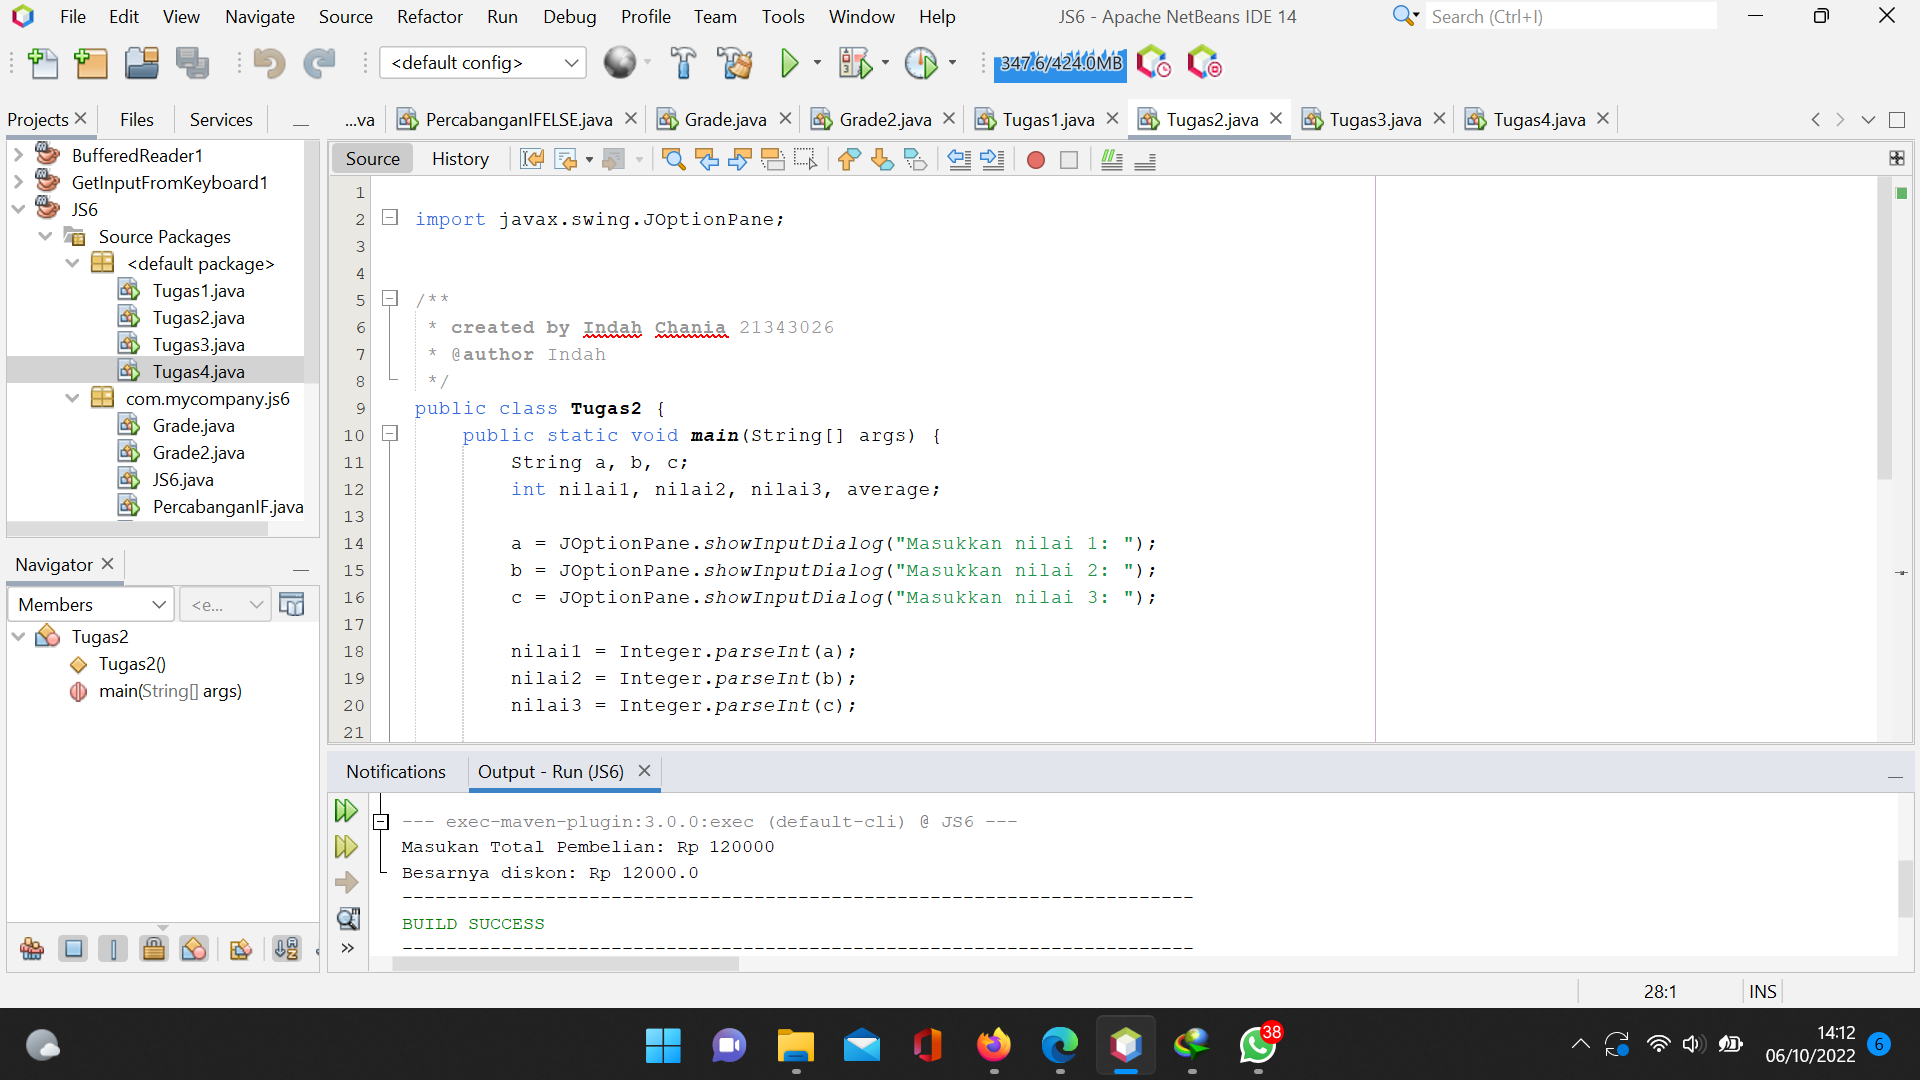 File Edit View Navigate Source Refactor Run Debug Profile Team Tools Window Help JS6 - Apache NetBeans IDE 14 Search (Ctrl+I)
<default config> 347.6/424.0MB
Projects Files Services ...va PercabanganIFELSE.java Grade.java Grade2.java Tugas1.java Tugas2.java Tugas3.java Tugas4.java
Source History
BufferedReader1
GetInputFromKeyboard1
JS6
Source Packages
<default package>
Tugas1.java
Tugas2.java
Tugas3.java
Tugas4.java
com.mycompany.js6
Grade.java
Grade2.java
JS6.java
PercabanganIF.java
Navigator
Members <e...
Tugas2
Tugas2()
main(String[] args)
1
2 import javax.swing.JOptionPane;
3
4
5 /**
6 * created by Indah Chania 21343026
7 * @author Indah
8 */
9 public class Tugas2 {
10 public static void main(String[] args) {
11 String a, b, c;
12 int nilai1, nilai2, nilai3, average;
13
14 a = JOptionPane.showInputDialog("Masukkan nilai 1: ");
15 b = JOptionPane.showInputDialog("Masukkan nilai 2: ");
16 c = JOptionPane.showInputDialog("Masukkan nilai 3: ");
17
18 nilai1 = Integer.parseInt(a);
19 nilai2 = Integer.parseInt(b);
20 nilai3 = Integer.parseInt(c);
21
Notifications Output - Run (JS6)
--- exec-maven-plugin:3.0.0:exec (default-cli) @ JS6 ---
Masukan Total Pembelian: Rp 120000
Besarnya diskon: Rp 12000.0
------------------------------------------------------------------------
BUILD SUCCESS
------------------------------------------------------------------------
28:1 INS
38
14:12
06/10/2022 6